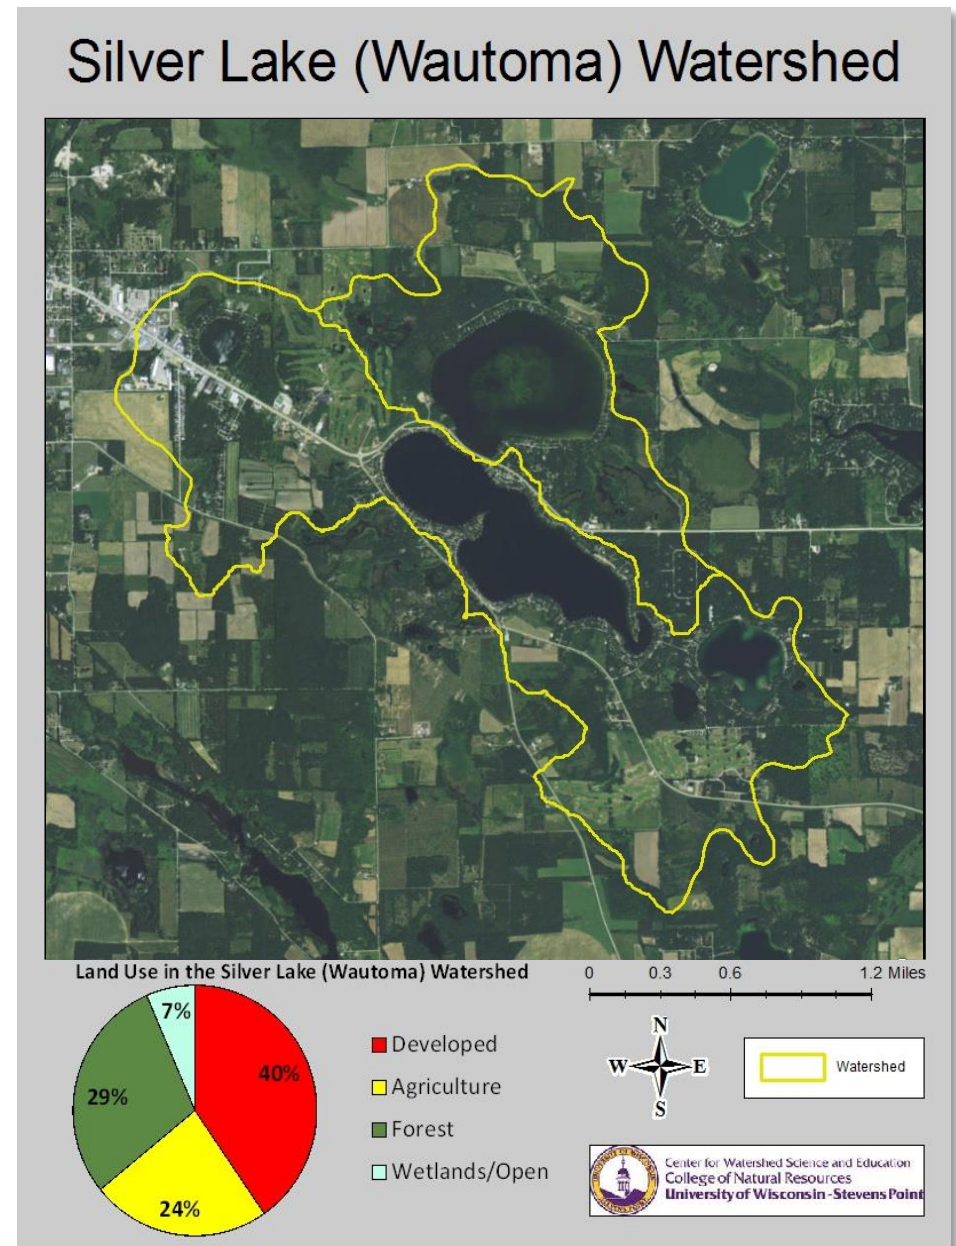 Silver Lake (Wautoma) Watershed
Land Use in the Silver Lake (Wautoma) Watershed
40%
24%
29%
7%
Developed
Agriculture
Forest
Wetlands/Open
0 0.3 0.6 1.2 Miles
N
W E
S
Watershed
Center for Watershed Science and Education
College of Natural Resources
University of Wisconsin - Stevens Point